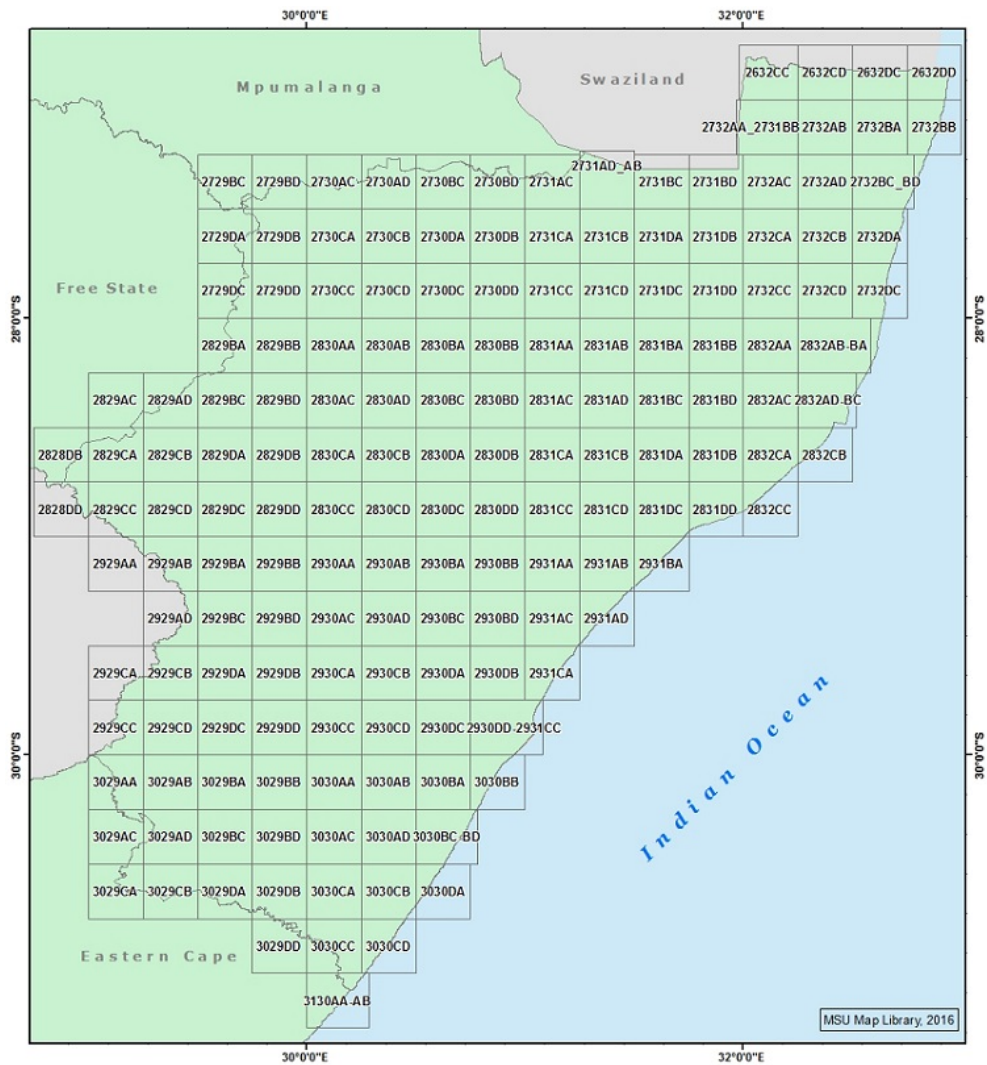 30°0'0"E 32°0'0"E
Mpumalanga Swaziland
2632CC 2632CD 2632DC 2632DD
2732AA_2731BB 2732AB 2732BA 2732BB
2731AD_AB
2729BC 2729BD 2730AC 2730AD 2730BC 2730BD 2731AC 2731BC 2731BD 2732AC 2732AD 2732BC_BD
2729DA 2729DB 2730CA 2730CB 2730DA 2730DB 2731CA 2731CB 2731DA 2731DB 2732CA 2732CB 2732DA
Free State
2729DC 2729DD 2730CC 2730CD 2730DC 2730DD 2731CC 2731CD 2731DC 2731DD 2732CC 2732CD 2732DC
28°0'0"S 28°0'0"S
2829BA 2829BB 2830AA 2830AB 2830BA 2830BB 2831AA 2831AB 2831BA 2831BB 2832AA 2832AB-BA
2829AC 2829AD 2829BC 2829BD 2830AC 2830AD 2830BC 2830BD 2831AC 2831AD 2831BC 2831BD 2832AC 2832AD-BC
2828DB 2829CA 2829CB 2829DA 2829DB 2830CA 2830CB 2830DA 2830DB 2831CA 2831CB 2831DA 2831DB 2832CA 2832CB
2828DD 2829CC 2829CD 2829DC 2829DD 2830CC 2830CD 2830DC 2830DD 2831CC 2831CD 2831DC 2831DD 2832CC
2929AA 2929AB 2929BA 2929BB 2930AA 2930AB 2930BA 2930BB 2931AA 2931AB 2931BA
2929AD 2929BC 2929BD 2930AC 2930AD 2930BC 2930BD 2931AC 2931AD
2929CA 2929CB 2929DA 2929DB 2930CA 2930CB 2930DA 2930DB 2931CA
2929CC 2929CD 2929DC 2929DD 2930CC 2930CD 2930DC 2930DD-2931CC
30°0'0"S 30°0'0"S
Indian Ocean
3029AA 3029AB 3029BA 3029BB 3030AA 3030AB 3030BA 3030BB
3029AC 3029AD 3029BC 3029BD 3030AC 3030AD 3030BC-BD
3029CA 3029CB 3029DA 3029DB 3030CA 3030CB 3030DA
3029DD 3030CC 3030CD
Eastern Cape
3130AA-AB
MSU Map Library, 2016
30°0'0"E 32°0'0"E